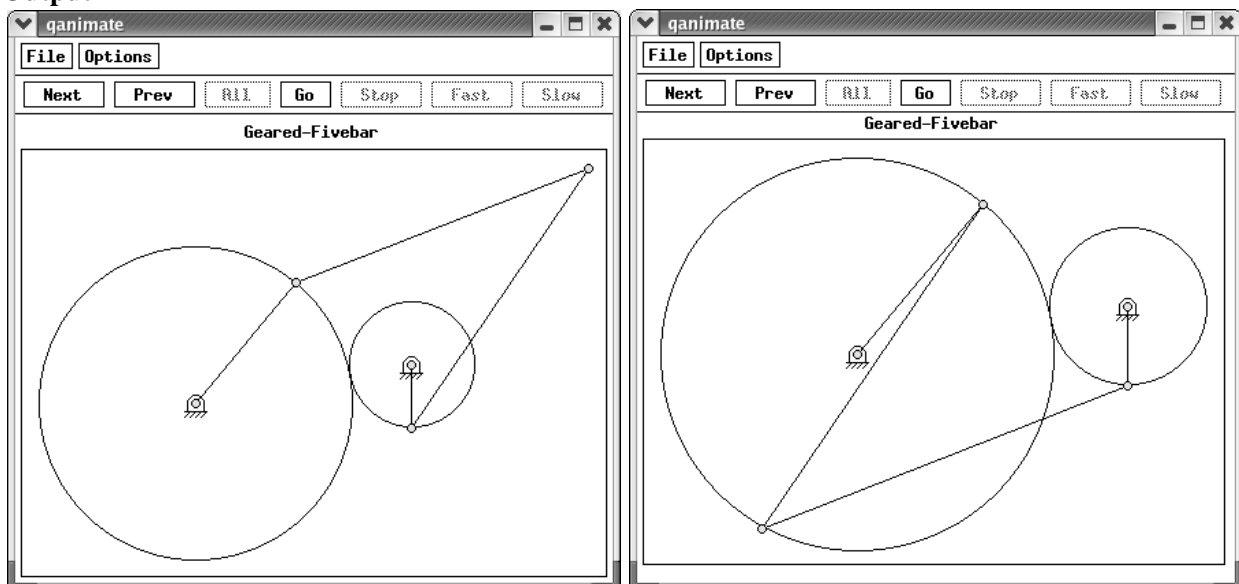 qanimate
File Options
Next Prev All Go Stop Fast Slow
Geared-Fivebar
qanimate
File Options
Next Prev All Go Stop Fast Slow
Geared-Fivebar